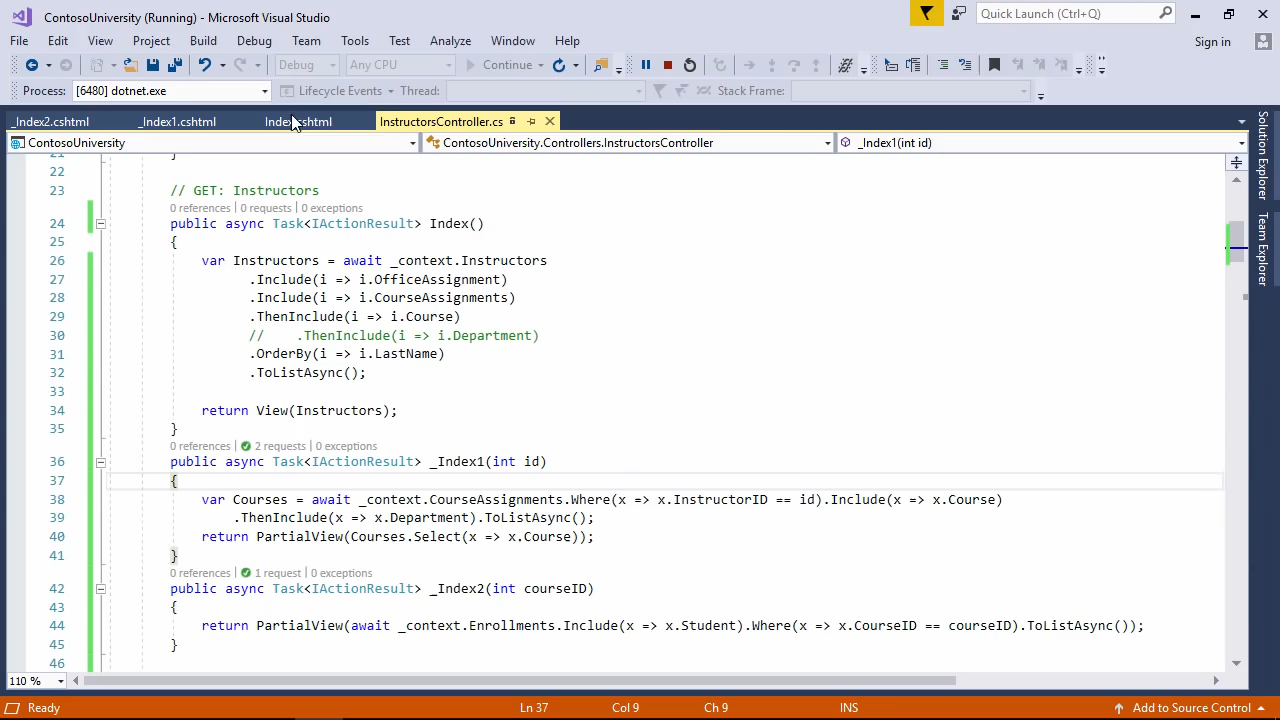 ContosoUniversity (Running) - Microsoft Visual Studio
Quick Launch (Ctrl+Q)
File Edit View Project Build Debug Team Tools Test Analyze Window Help
Sign in
Debug Any CPU Continue
Process: [6480] dotnet.exe Lifecycle Events Thread: Stack Frame:
_Index2.cshtml _Index1.cshtml Index.cshtml InstructorsController.cs
ContosoUniversity ContosoUniversity.Controllers.InstructorsController _Index1(int id)
21 }
22
23 // GET: Instructors
0 references | 0 requests | 0 exceptions
24 public async Task<IActionResult> Index()
25 {
26 var Instructors = await _context.Instructors
27 .Include(i => i.OfficeAssignment)
28 .Include(i => i.CourseAssignments)
29 .ThenInclude(i => i.Course)
30 // .ThenInclude(i => i.Department)
31 .OrderBy(i => i.LastName)
32 .ToListAsync();
33
34 return View(Instructors);
35 }
0 references | 2 requests | 0 exceptions
36 public async Task<IActionResult> _Index1(int id)
37 {
38 var Courses = await _context.CourseAssignments.Where(x => x.InstructorID == id).Include(x => x.Course)
39 .ThenInclude(x => x.Department).ToListAsync();
40 return PartialView(Courses.Select(x => x.Course));
41 }
0 references | 1 request | 0 exceptions
42 public async Task<IActionResult> _Index2(int courseID)
43 {
44 return PartialView(await _context.Enrollments.Include(x => x.Student).Where(x => x.CourseID == courseID).ToListAsync());
45 }
46
110 %
Ready Ln 37 Col 9 Ch 9 INS Add to Source Control
Solution Explorer
Team Explorer